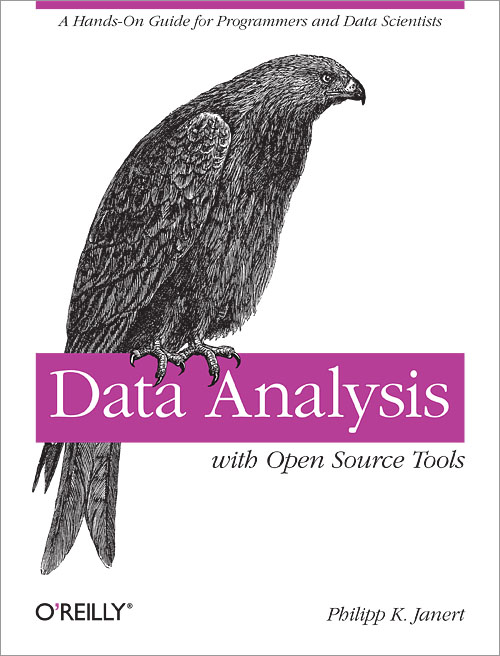 A Hands-On Guide for Programmers and Data Scientists
Data Analysis
with Open Source Tools
O'REILLY®
Philipp K. Janert